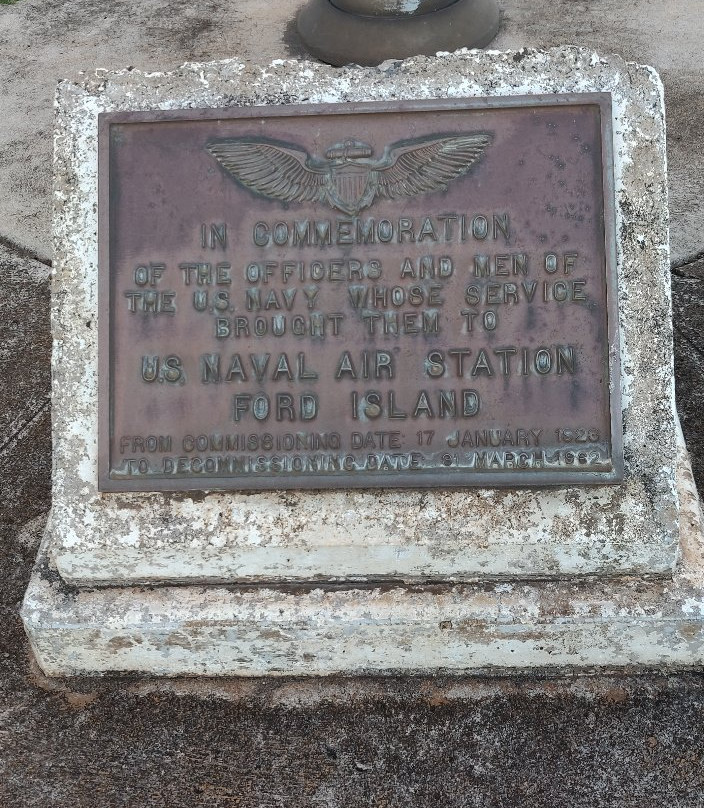 IN COMMEMORATION
OF THE OFFICERS AND MEN OF
THE U.S. NAVY WHOSE SERVICE
BROUGHT THEM TO
U.S. NAVAL AIR STATION
FORD ISLAND
FROM COMMISSIONING DATE 17 JANUARY
TO DECOMMISSIONING DATE 31 MARCH 1962